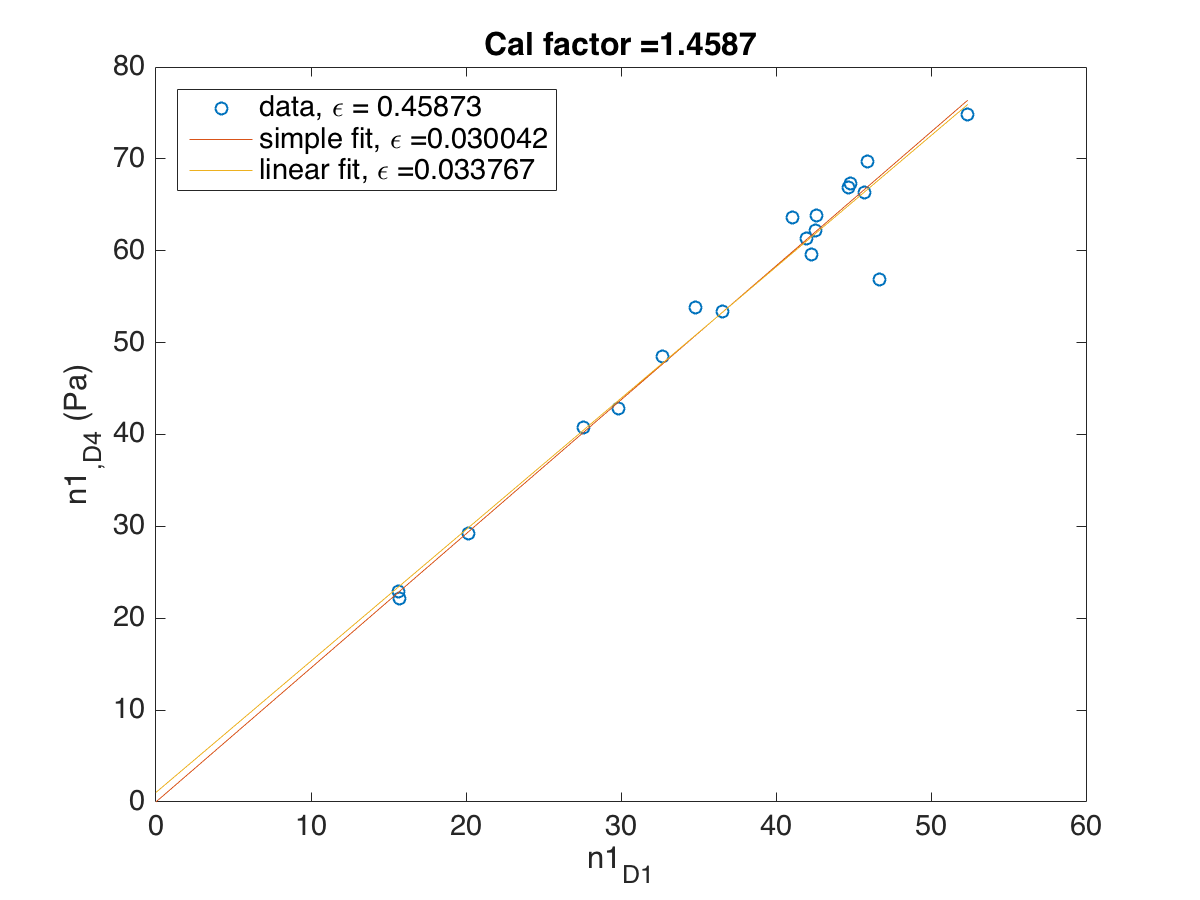 Cal factor =1.4587
data, ϵ = 0.45873
simple fit, ϵ =0.030042
linear fit, ϵ =0.033767
80
70
60
50
40
30
20
10
0
n1,D4 (Pa)
0 10 20 30 40 50 60
n1D1